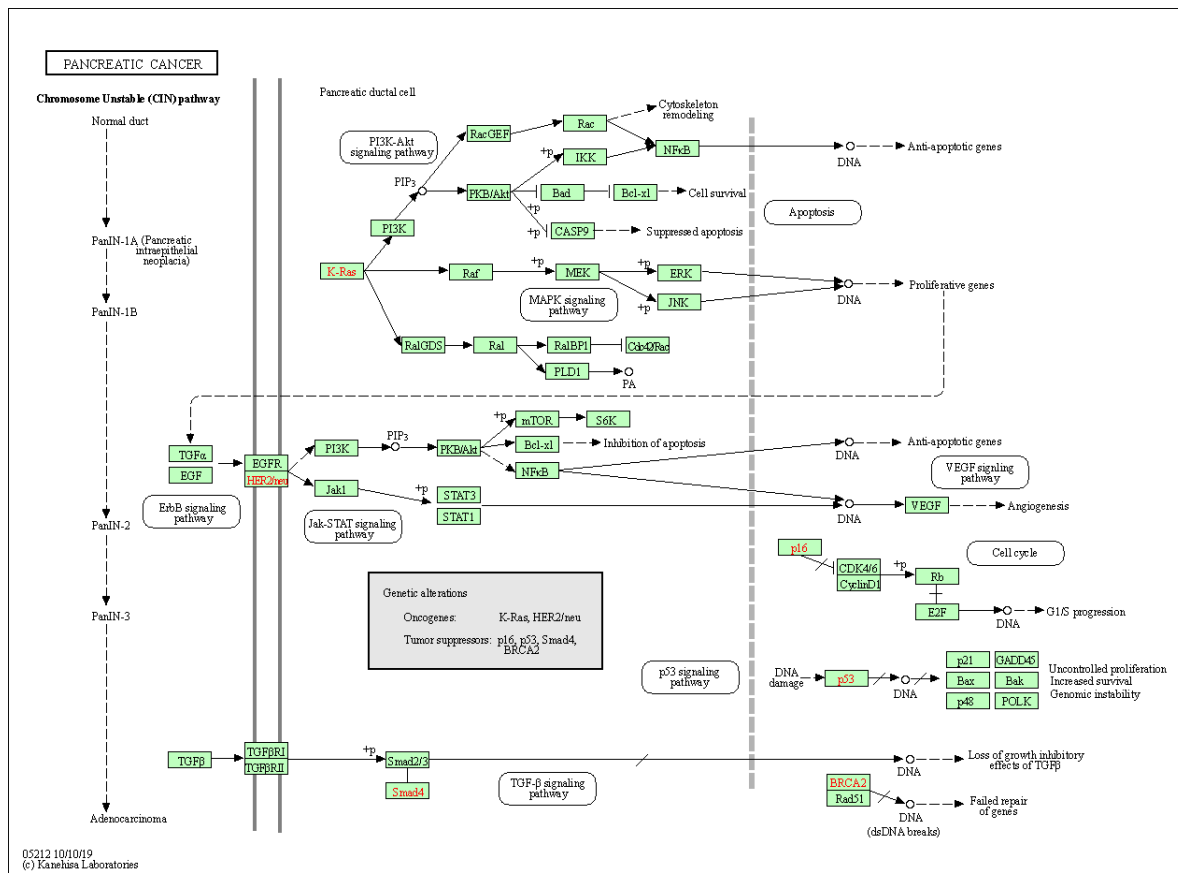 PANCREATIC CANCER
Chromosome Unstable (CIN) pathway
Normal duct
PanIN-1A (Pancreatic
intraepithelial
neoplacia)
PanIN-1B
PanIN-2
PanIN-3
Adenocarcinoma
Pancreatic ductal cell
PI3K-Akt
signaling pathway
RacGEF
Rac
Cytoskeleton
remodeling
+p
IKK
NFκB
DNA
Anti-apoptotic genes
PIP3
PKB/Akt
Bad
Bcl-xl
Cell survival
+p
+p
CASP9
Suppressed apoptosis
Apoptosis
PI3K
K-Ras
Raf
+p
MEK
+p
ERK
+p
JNK
DNA
Proliferative genes
MAPK signaling
pathway
RalGDS
Ral
RalBP1
Cdc42/Rac
PLD1
PA
TGFα
EGF
EGFR
HER2/neu
ErbB signaling
pathway
PI3K
PIP3
PKB/Akt
+p
mTOR
S6K
Bcl-xl
Inhibition of apoptosis
NFκB
DNA
Anti-apoptotic genes
VEGF signling
pathway
Jak1
+p
STAT3
STAT1
Jak-STAT signaling
pathway
DNA
VEGF
Angiogenesis
p16
CDK4/6
CyclinD1
+p
Rb
E2F
DNA
G1/S progression
Cell cycle
Genetic alterations
Oncogenes: K-Ras, HER2/neu
Tumor suppressors: p16, p53, Smad4,
BRCA2
p53 signaling
pathway
DNA
damage
p53
DNA
p21
GADD45
Bax
Bak
p48
POLK
Uncontrolled proliferation
Increased survival
Genomic instability
TGFβ
TGFβRI
TGFβRII
+p
Smad2/3
Smad4
TGF-β signaling
pathway
DNA
Loss of growth inhibitory
effects of TGFβ
BRCA2
Rad51
DNA
(dsDNA breaks)
Failed repair
of genes
05212 10/10/19
(c) Kanehisa Laboratories